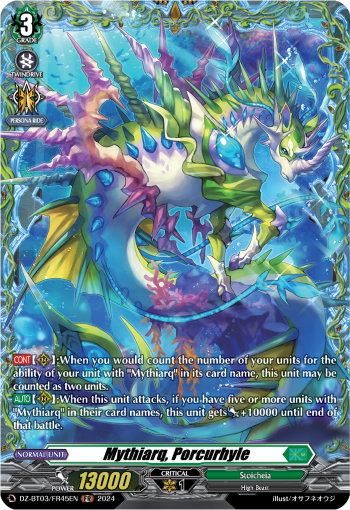 3
GRADE
TWINDRIVE
PERSONA RIDE
CONT【】:When you would count the number of your units for the
ability of your unit with "Mythiarq" in its card name, this unit may be
counted as two units.
AUTO【】:When this unit attacks, if you have five or more units with
"Mythiarq" in their card names, this unit gets +10000 until end of
that battle.
NORMAL UNIT
Mythiarq, Porcurhyle
POWER 13000
CRITICAL
1
Stoicheia
High Beast
DZ-BT03/FR45EN FR 2024
illust/オサフネオウジ